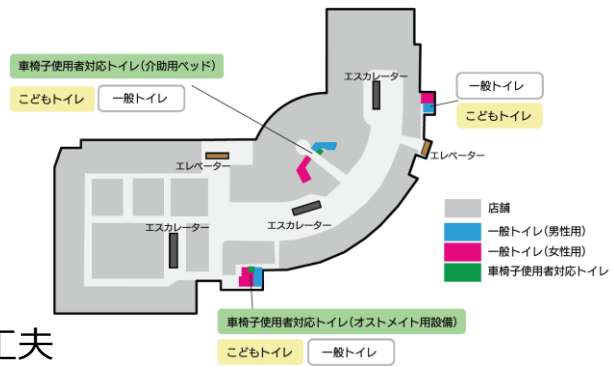 車椅子使用者対応トイレ(介助用ベッド)
こどもトイレ
一般トイレ
エスカレーター
一般トイレ
こどもトイレ
エレベーター
エレベーター
エスカレーター
エスカレーター
店舗
一般トイレ(男性用)
一般トイレ(女性用)
車椅子使用者対応トイレ
車椅子使用者対応トイレ(オストメイト用設備)
こどもトイレ
一般トイレ
工夫